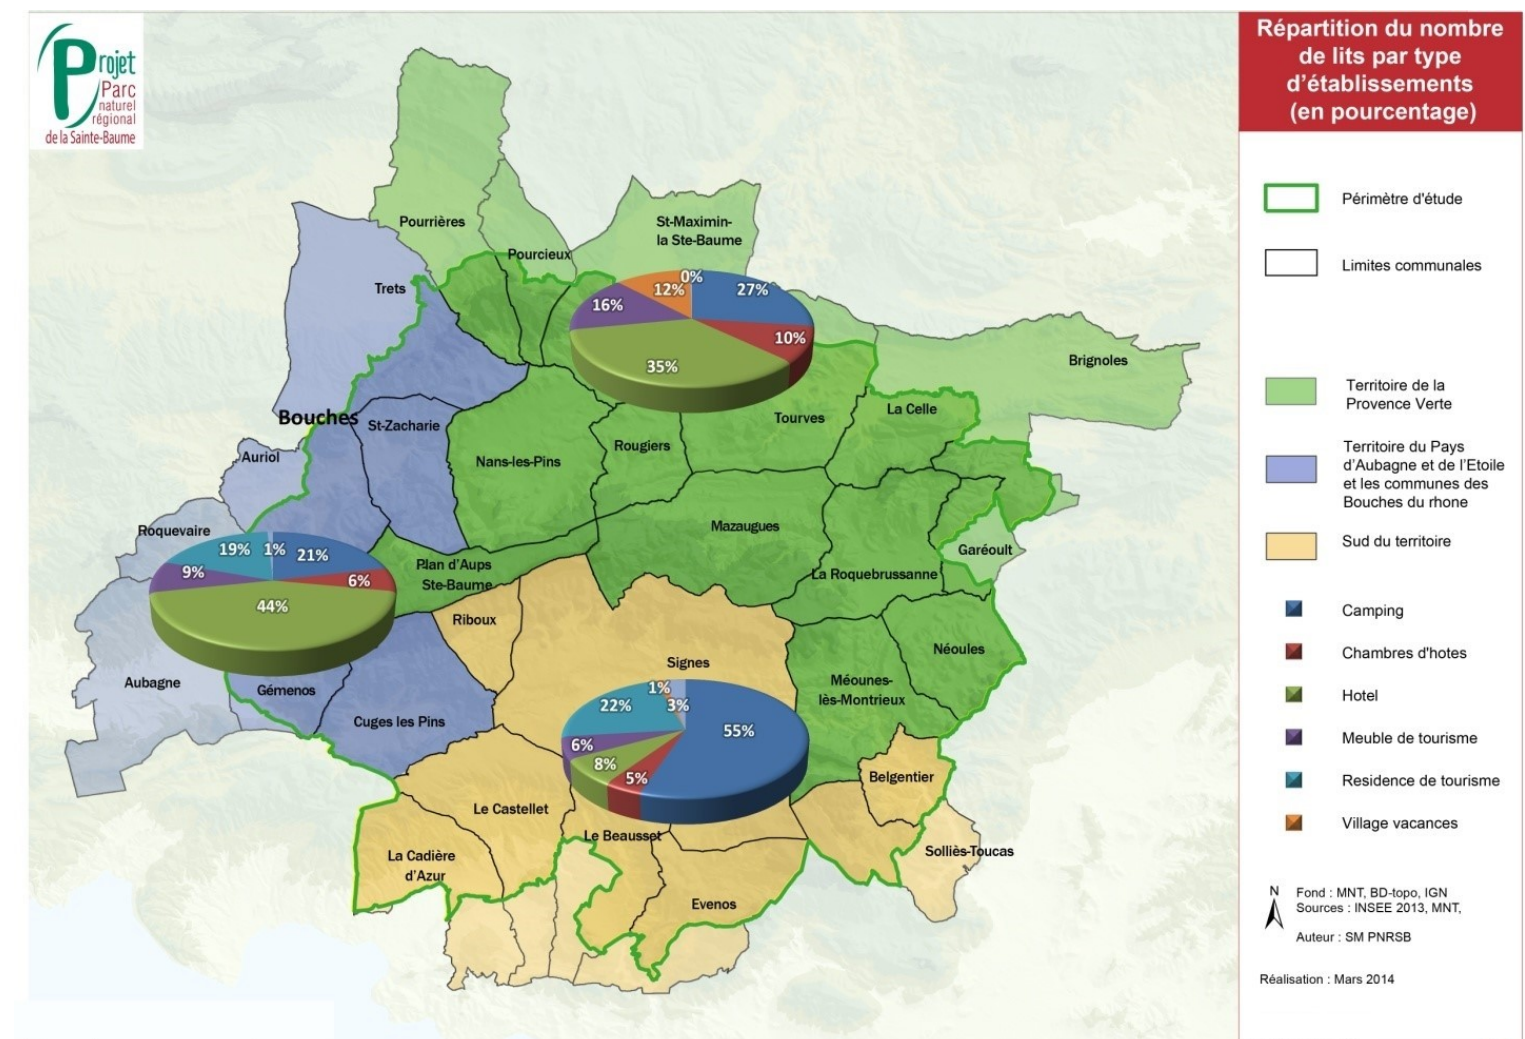 Projet
Parc
naturel
régional
de la Sainte-Baume
Répartition du nombre
de lits par type
d'établissements
(en pourcentage)
Périmètre d'étude
Limites communales
Territoire de la
Provence Verte
Territoire du Pays
d'Aubagne et de l'Etoile
et les communes des
Bouches du rhone
Sud du territoire
Camping
Chambres d'hotes
Hotel
Meuble de tourisme
Residence de tourisme
Village vacances
N
Fond : MNT, BD-topo, IGN
Sources : INSEE 2013, MNT,
Auteur : SM PNRSB
Réalisation : Mars 2014
Pourrières
Pourcieux
St-Maximin-
la Ste-Baume
Trets
0%
12%
27%
16%
10%
35%
Brignoles
Bouches
St-Zacharie
Tourves
La Celle
Auriol
Nans-les-Pins
Rougiers
Roquevaire
Mazaugues
Garéoult
19%
1%
21%
9%
6%
44%
Plan d'Aups
Ste-Baume
La Roquebrussanne
Riboux
Néoules
Signes
Aubagne
Gémenos
Cuges les Pins
Méounes-
lès-Montrieux
1%
3%
22%
55%
6%
8%
5%
Belgentier
Le Castellet
Le Beausset
Solliès-Toucas
La Cadière
d'Azur
Evenos